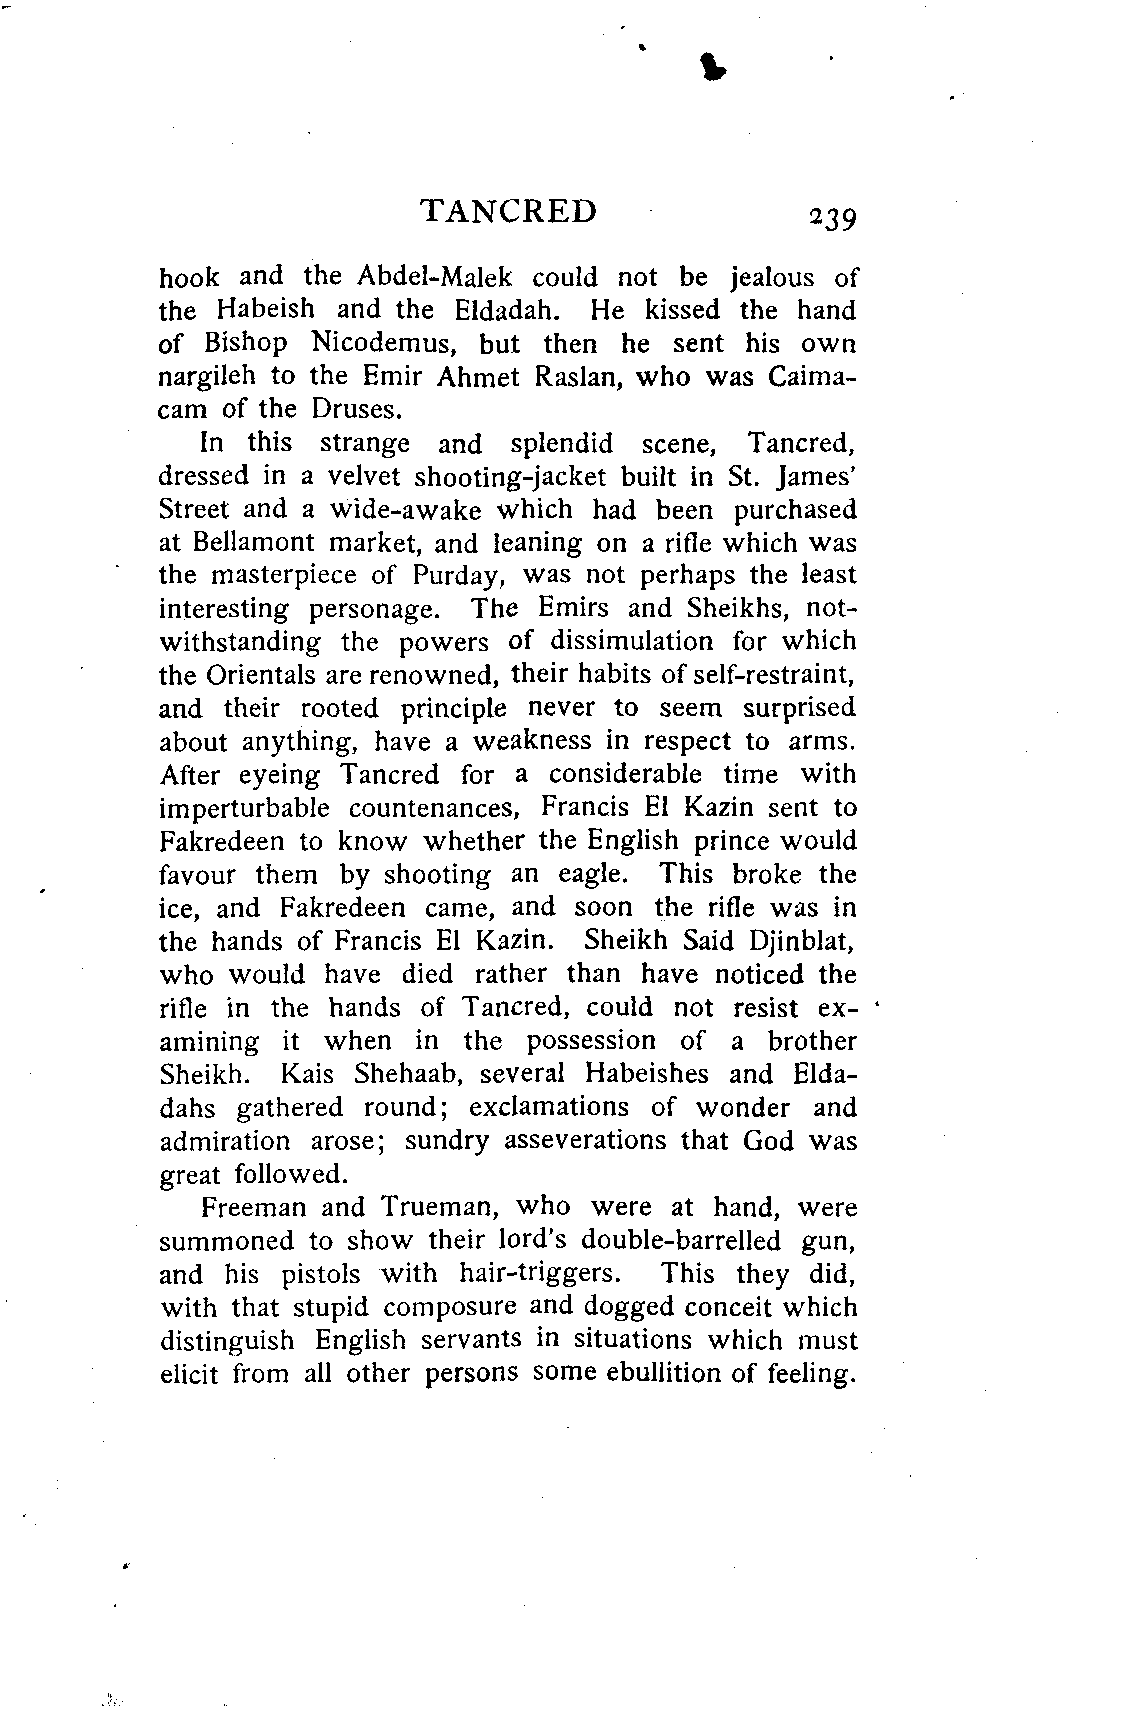 TANCRED 239
hook and the Abdel-Malek could not be jealous of
the Habeish and the Eldadah. He kissed the hand
of Bishop Nicodemus, but then he sent his own
nargileh to the Emir Ahmet Raslan, who was Caima-
cam of the Druses.
In this strange and splendid scene, Tancred,
dressed in a velvet shooting-jacket built in St. James'
Street and a wide-awake which had been purchased
at Bellamont market, and leaning on a rifle which was
the masterpiece of Purday, was not perhaps the least
interesting personage. The Emirs and Sheikhs, not-
withstanding the powers of dissimulation for which
the Orientals are renowned, their habits of self-restraint,
and their rooted principle never to seem surprised
about anything, have a weakness in respect to arms.
After eyeing Tancred for a considerable time with
imperturbable countenances, Francis El Kazin sent to
Fakredeen to know whether the English prince would
favour them by shooting an eagle. This broke the
ice, and Fakredeen came, and soon the rifle was in
the hands of Francis El Kazin. Sheikh Said Djinblat,
who would have died rather than have noticed the
rifle in the hands of Tancred, could not resist ex-
amining it when in the possession of a brother
Sheikh. Kais Shehaab, several Habeishes and Elda-
dahs gathered round; exclamations of wonder and
admiration arose; sundry asseverations that God was
great followed.
Freeman and Trueman, who were at hand, were
summoned to show their lord's double-barrelled gun,
and his pistols with hair-triggers. This they did,
with that stupid composure and dogged conceit which
distinguish English servants in situations which must
elicit from all other persons some ebullition of feeling.